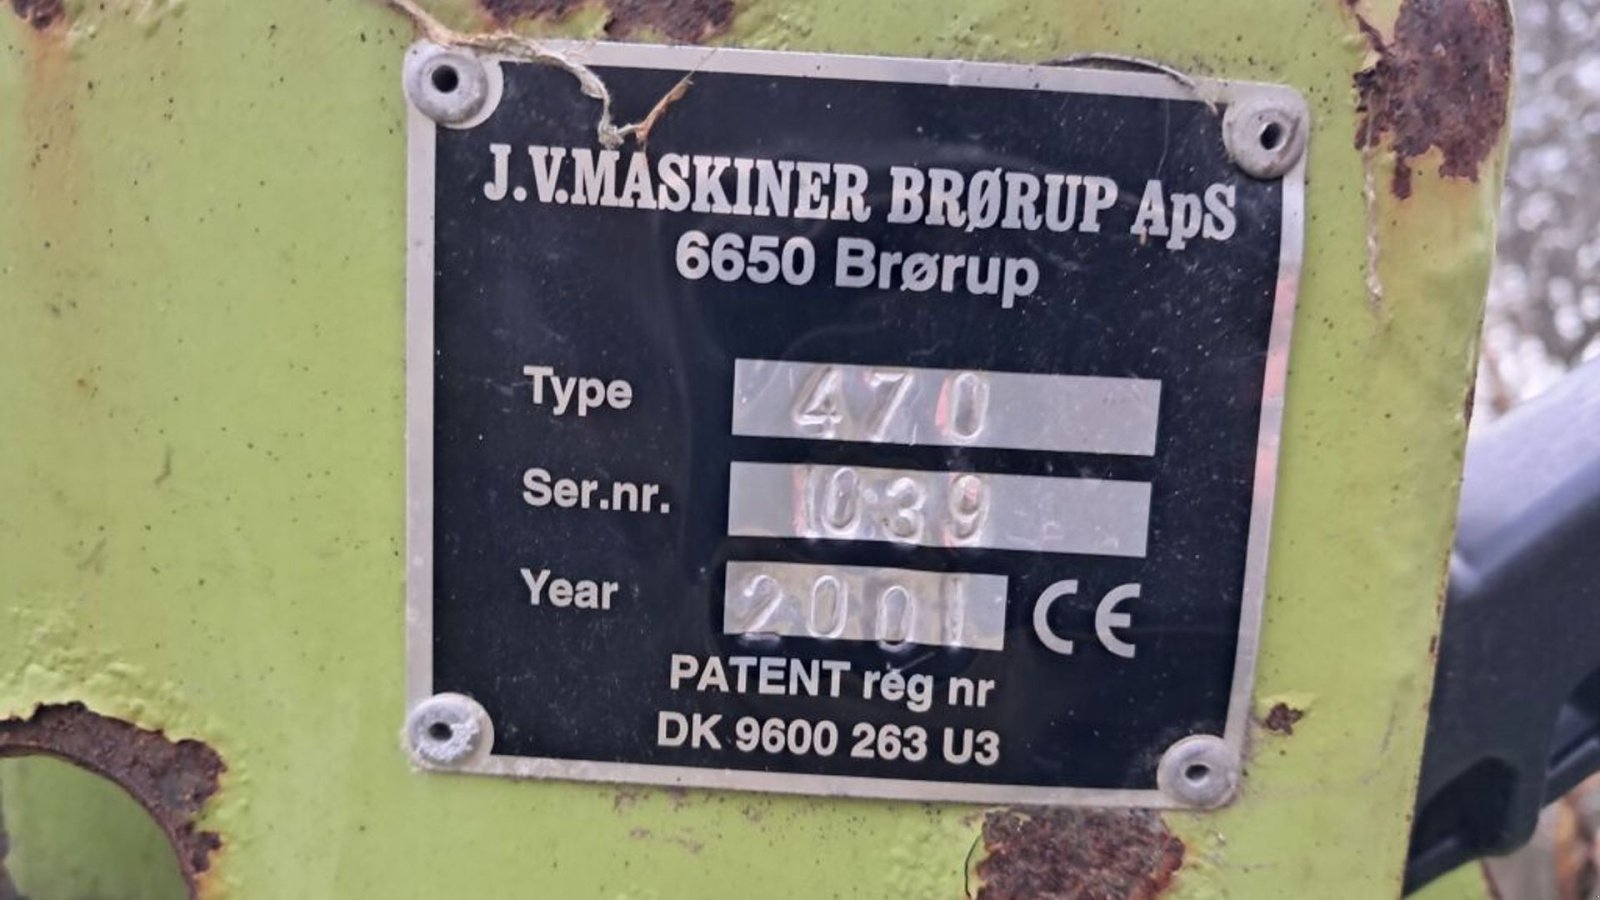 J.V.MASKINER BRØRUP ApS
6650 Brørup
Type 470
Ser.nr. 039
Year 2001 CE
PATENT reg nr
DK 9600 263 U3